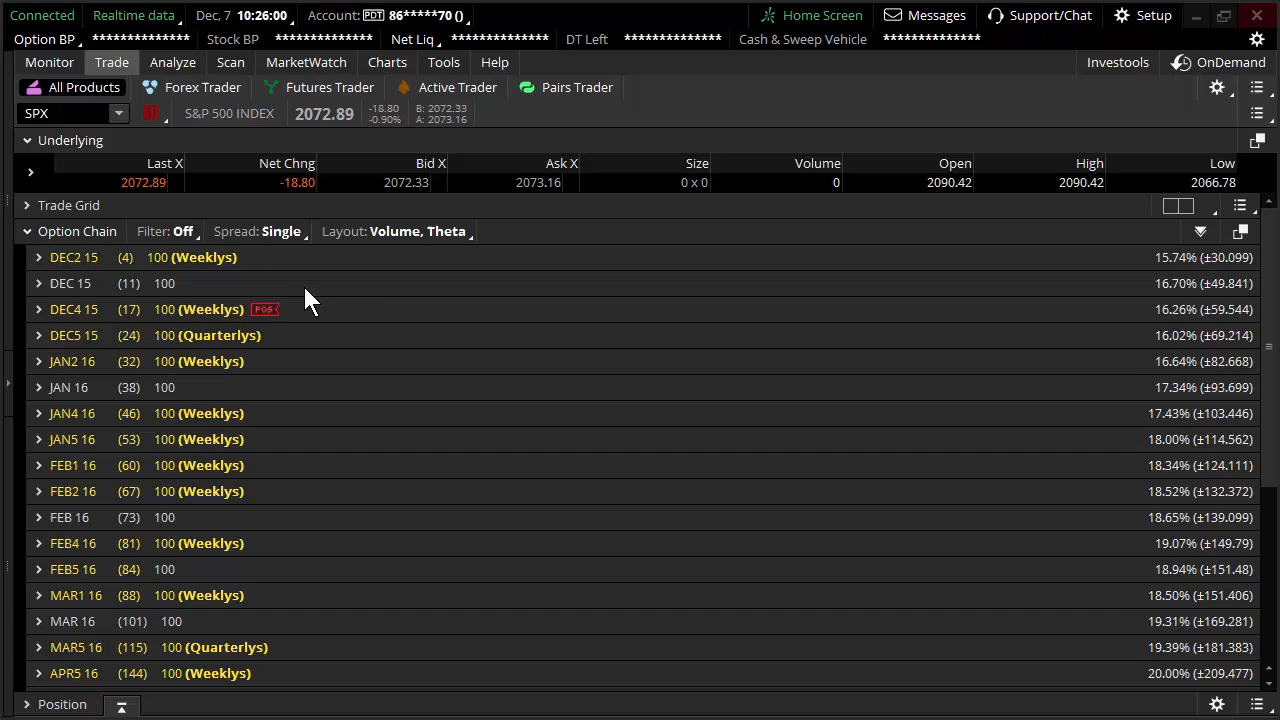 Connected Realtime data Dec, 7 10:26:00 Account: PDT 86*****70 () Home Screen Messages Support/Chat Setup
Option BP ************** Stock BP ************** Net Liq ************** DT Left ************** Cash & Sweep Vehicle **************
Monitor Trade Analyze Scan MarketWatch Charts Tools Help Investools OnDemand
All Products Forex Trader Futures Trader Active Trader Pairs Trader
SPX S&P 500 INDEX 2072.89 -18.80 -0.90% B: 2072.33 A: 2073.16
Underlying
Last X Net Chng Bid X Ask X Size Volume Open High Low
2072.89 -18.80 2072.33 2073.16 0 x 0 0 2090.42 2090.42 2066.78
Trade Grid
Option Chain Filter: Off Spread: Single Layout: Volume, Theta
DEC2 15 (4) 100 (Weeklys) 15.74% (±30.099)
DEC 15 (11) 100 16.70% (±49.841)
DEC4 15 (17) 100 (Weeklys) POS 16.26% (±59.544)
DEC5 15 (24) 100 (Quarterlys) 16.02% (±69.214)
JAN2 16 (32) 100 (Weeklys) 16.64% (±82.668)
JAN 16 (38) 100 17.34% (±93.699)
JAN4 16 (46) 100 (Weeklys) 17.43% (±103.446)
JAN5 16 (53) 100 (Weeklys) 18.00% (±114.562)
FEB1 16 (60) 100 (Weeklys) 18.34% (±124.111)
FEB2 16 (67) 100 (Weeklys) 18.52% (±132.372)
FEB 16 (73) 100 18.65% (±139.099)
FEB4 16 (81) 100 (Weeklys) 19.07% (±149.79)
FEB5 16 (84) 100 18.94% (±151.48)
MAR1 16 (88) 100 (Weeklys) 18.50% (±151.406)
MAR 16 (101) 100 19.31% (±169.281)
MAR5 16 (115) 100 (Quarterlys) 19.39% (±181.383)
APR5 16 (144) 100 (Weeklys) 20.00% (±209.477)
Position